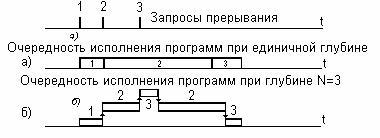 1 2 3 Запросы прерывания t
а)
Очередность исполнения программ при единичной глубине
а) 1 2 3 t
Очередность исполнения программ при глубине N=3
б) 2 3 2
б) 1 3 t